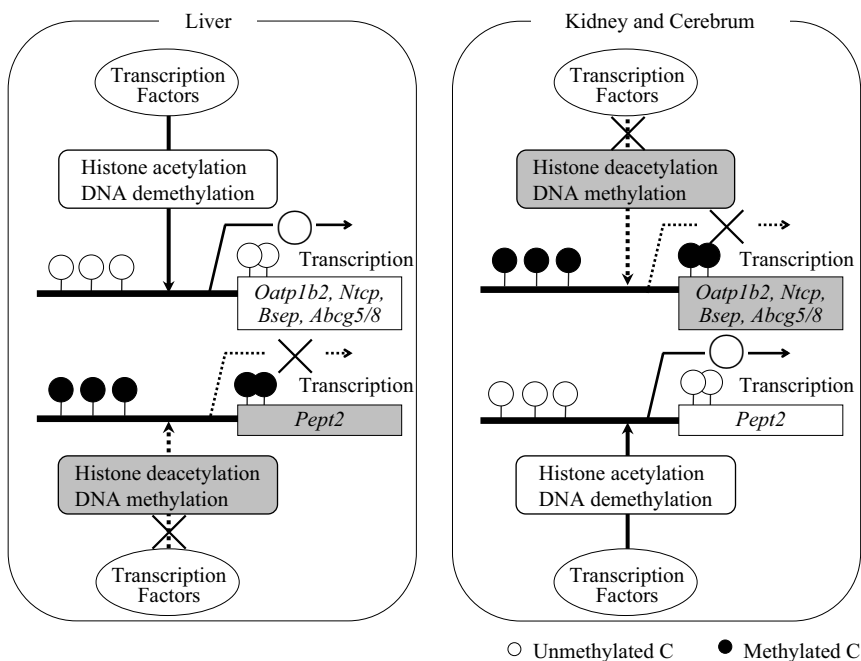 Liver
Transcription
Factors
Histone acetylation
DNA demethylation
Transcription
Oatp1b2, Ntcp,
Bsep, Abcg5/8
Transcription
Pept2
Histone deacetylation
DNA methylation
Transcription
Factors
Kidney and Cerebrum
Transcription
Factors
Histone deacetylation
DNA methylation
Transcription
Oatp1b2, Ntcp,
Bsep, Abcg5/8
Transcription
Pept2
Histone acetylation
DNA demethylation
Transcription
Factors
Unmethylated C
Methylated C